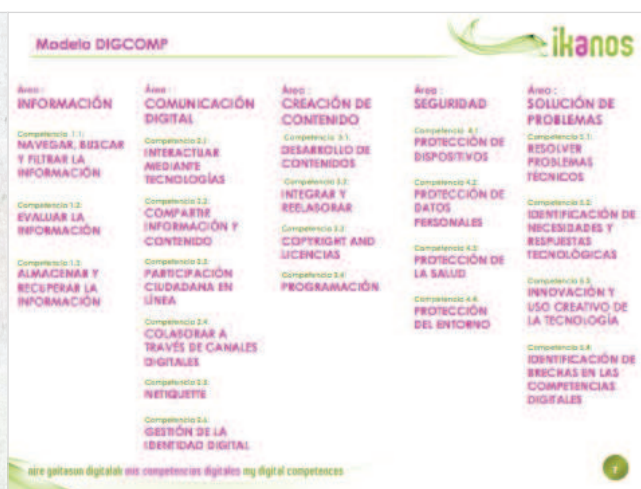 Modelo DIGCOMP
ikanos
Área :
INFORMACIÓN
Competencia 1.1:
NAVEGAR, BUSCAR
Y FILTRAR LA
INFORMACIÓN
Competencia 1.2:
EVALUAR LA
INFORMACIÓN
Competencia 1.3:
ALMACENAR Y
RECUPERAR LA
INFORMACIÓN
Área :
COMUNICACIÓN
DIGITAL
Competencia 2.1:
INTERACTUAR
MEDIANTE
TECNOLOGÍAS
Competencia 2.2:
COMPARTIR
INFORMACIÓN Y
CONTENIDO
Competencia 2.3:
PARTICIPACIÓN
CIUDADANA EN
LÍNEA
Competencia 2.4:
COLABORAR A
TRAVÉS DE CANALES
DIGITALES
Competencia 2.5:
NETIQUETTE
Competencia 2.6:
GESTIÓN DE LA
IDENTIDAD DIGITAL
Área :
CREACIÓN DE
CONTENIDO
Competencia 3.1:
DESARROLLO DE
CONTENIDOS
Competencia 3.2:
INTEGRAR Y
REELABORAR
Competencia 3.3:
COPYRIGHT AND
LICENCIAS
Competencia 3.4:
PROGRAMACIÓN
Área :
SEGURIDAD
Competencia 4.1:
PROTECCIÓN DE
DISPOSITIVOS
Competencia 4.2:
PROTECCIÓN DE
DATOS
PERSONALES
Competencia 4.3:
PROTECCIÓN DE
LA SALUD
Competencia 4.4:
PROTECCIÓN
DEL ENTORNO
Área :
SOLUCIÓN DE
PROBLEMAS
Competencia 5.1:
RESOLVER
PROBLEMAS
TÉCNICOS
Competencia 5.2:
IDENTIFICACIÓN DE
NECESIDADES Y
RESPUESTAS
TECNOLÓGICAS
Competencia 5.3:
INNOVACIÓN Y
USO CREATIVO DE
LA TECNOLOGÍA
Competencia 5.4:
IDENTIFICACIÓN DE
BRECHAS EN LAS
COMPETENCIAS
DIGITALES
nire gaitasun digitalak mis competencias digitales my digital competences